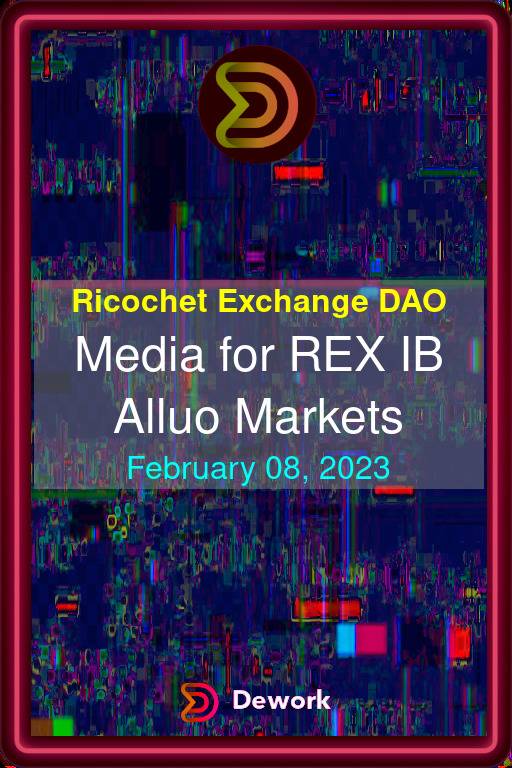 Ricochet Exchange DAO
Media for REX IB
Alluo Markets
February 08, 2023
Dework